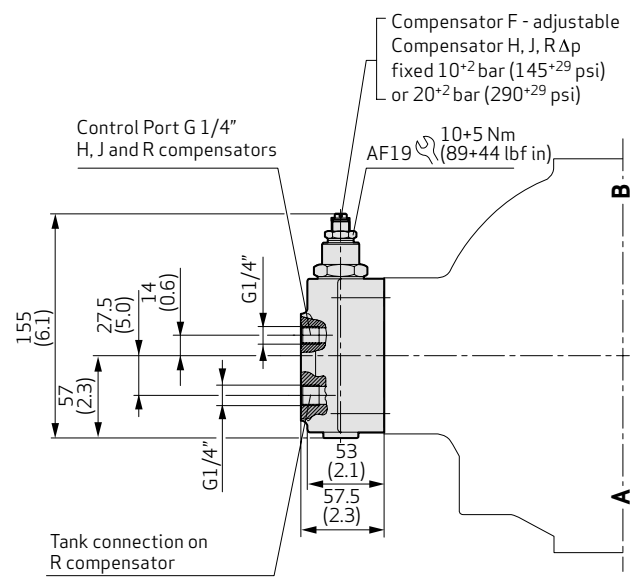 Compensator F - adjustable
Compensator H, J, R Δp
fixed 10+2 bar (145+29 psi)
or 20+2 bar (290+29 psi)
Control Port G 1/4”
H, J and R compensators
10+5 Nm
AF19 (89+44 lbf in)
B
G1/4”
14
(0.6)
27.5
(5.0)
155
(6.1)
57
(2.3)
G1/4”
53
(2.1)
57.5
(2.3)
A
Tank connection on
R compensator